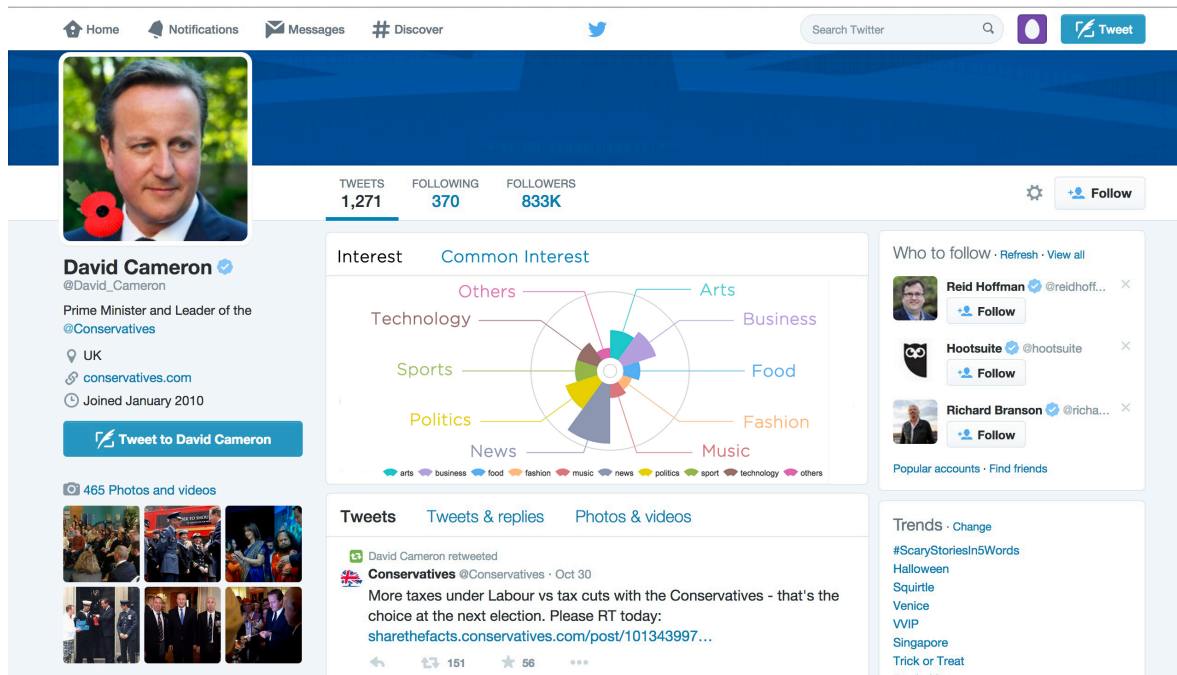 Home Notifications Messages # Discover Search Twitter Tweet
TWEETS FOLLOWING FOLLOWERS
1,271 370 833K
Follow
David Cameron
@David_Cameron
Prime Minister and Leader of the
@Conservatives
UK
conservatives.com
Joined January 2010
Tweet to David Cameron
465 Photos and videos
Interest Common Interest
Others Arts
Technology Business
Sports Food
Politics Fashion
News Music
arts business food fashion music news politics sport technology others
Tweets Tweets & replies Photos & videos
David Cameron retweeted
Conservatives @Conservatives · Oct 30
More taxes under Labour vs tax cuts with the Conservatives - that's the
choice at the next election. Please RT today:
sharethefacts.conservatives.com/post/101343997…
151 56
Who to follow · Refresh · View all
Reid Hoffman @reidhoff...
Follow
Hootsuite @hootsuite
Follow
Richard Branson @richa...
Follow
Popular accounts · Find friends
Trends · Change
#ScaryStoriesIn5Words
Halloween
Squirtle
Venice
VVIP
Singapore
Trick or Treat